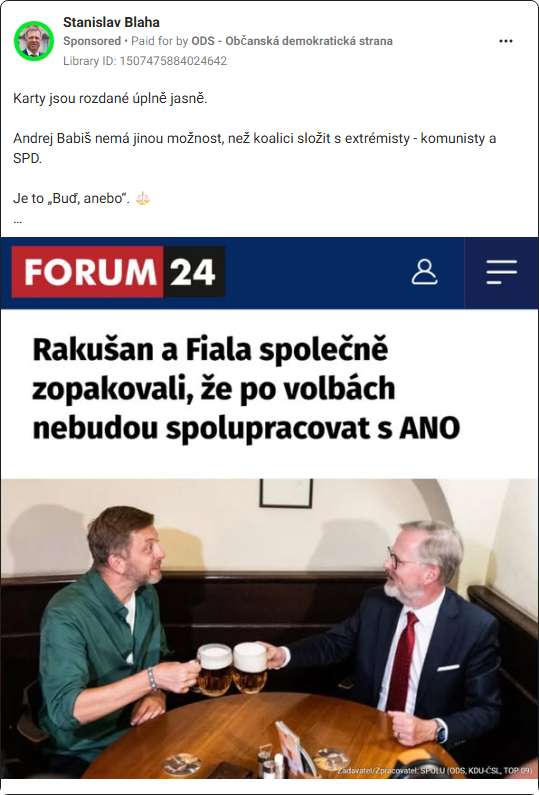 Stanislav Blaha
Sponsored • Paid for by ODS - Občanská demokratická strana
Library ID: 1507475884024642
Karty jsou rozdané úplně jasně.
Andrej Babiš nemá jinou možnost, než koalici složit s extrémisty - komunisty a
SPD.
Je to „Buď, anebo“. ⚖️
...
FORUM 24
Rakušan a Fiala společně
zopakovali, že po volbách
nebudou spolupracovat s ANO
Zadavatel/Zpracovatel: SPOLU (ODS, KDU-ČSL, TOP 09)